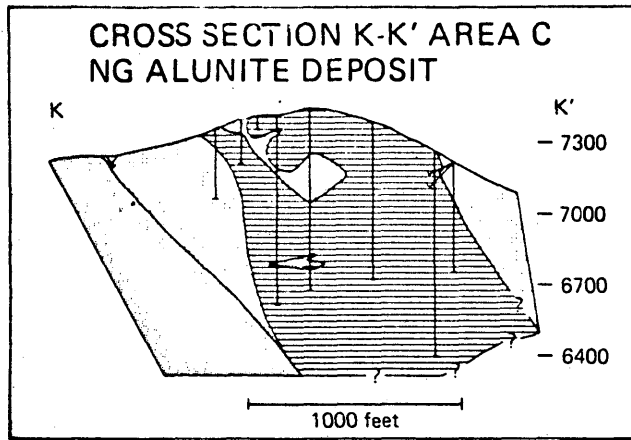 CROSS SECTION K-K' AREA C
NG ALUNITE DEPOSIT
K
K'
7300
7000
6700
6400
?
?
?
?
?
1000 feet